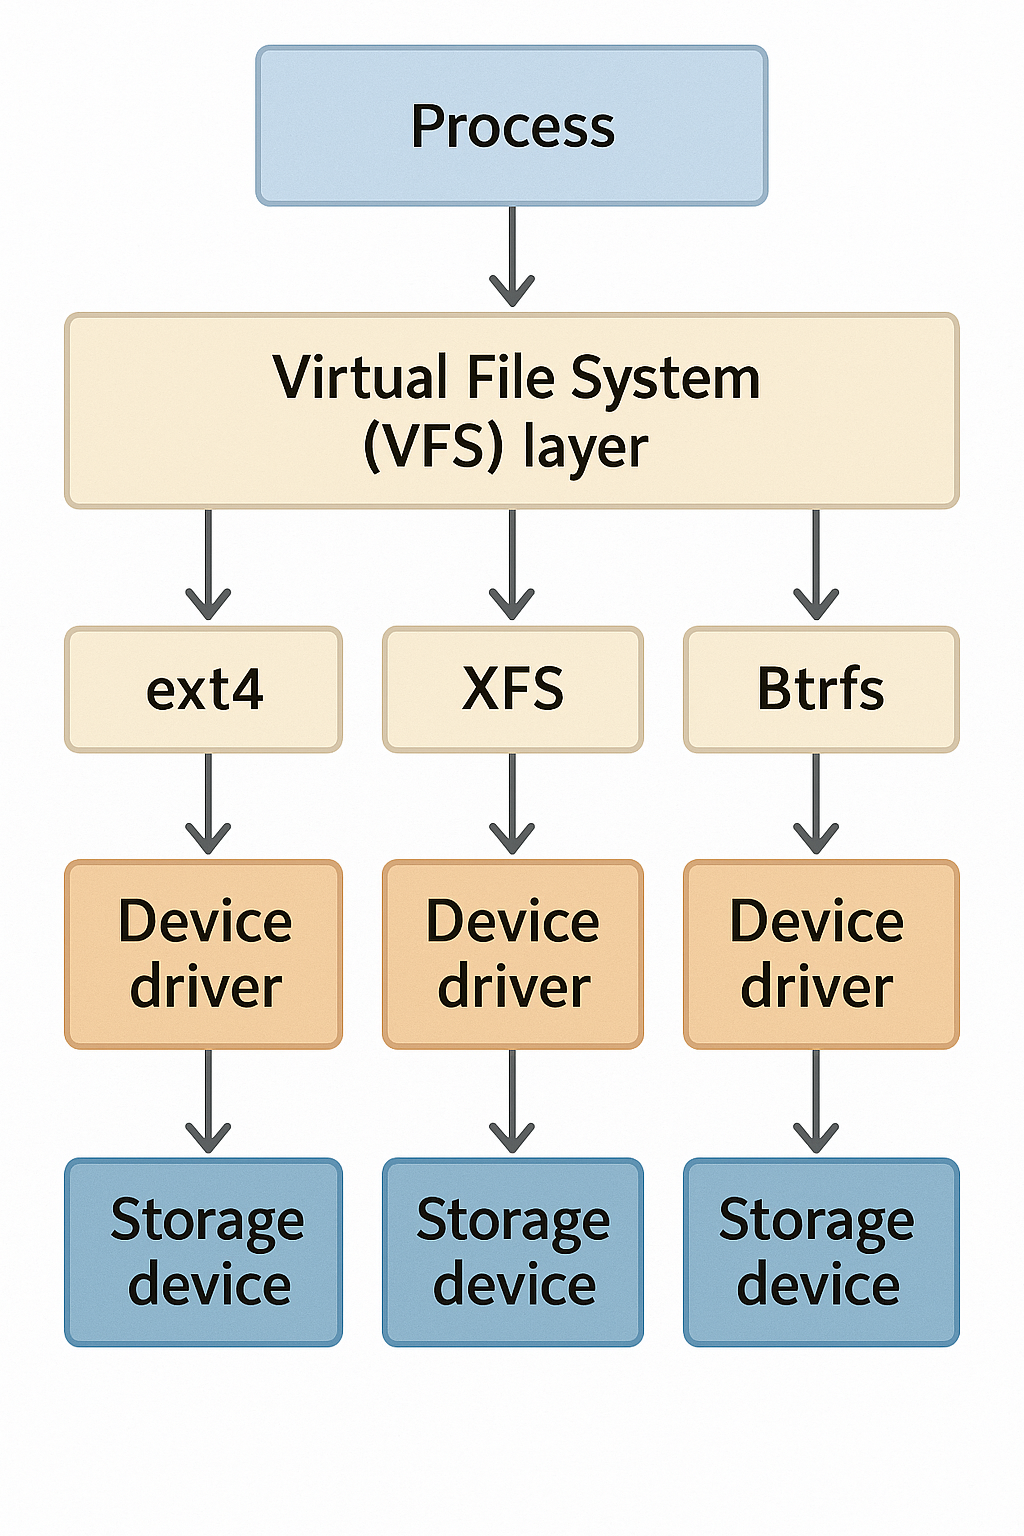 Process
Virtual File System
(VFS) layer
ext4
XFS
Btrfs
Device
driver
Device
driver
Device
driver
Storage
device
Storage
device
Storage
device